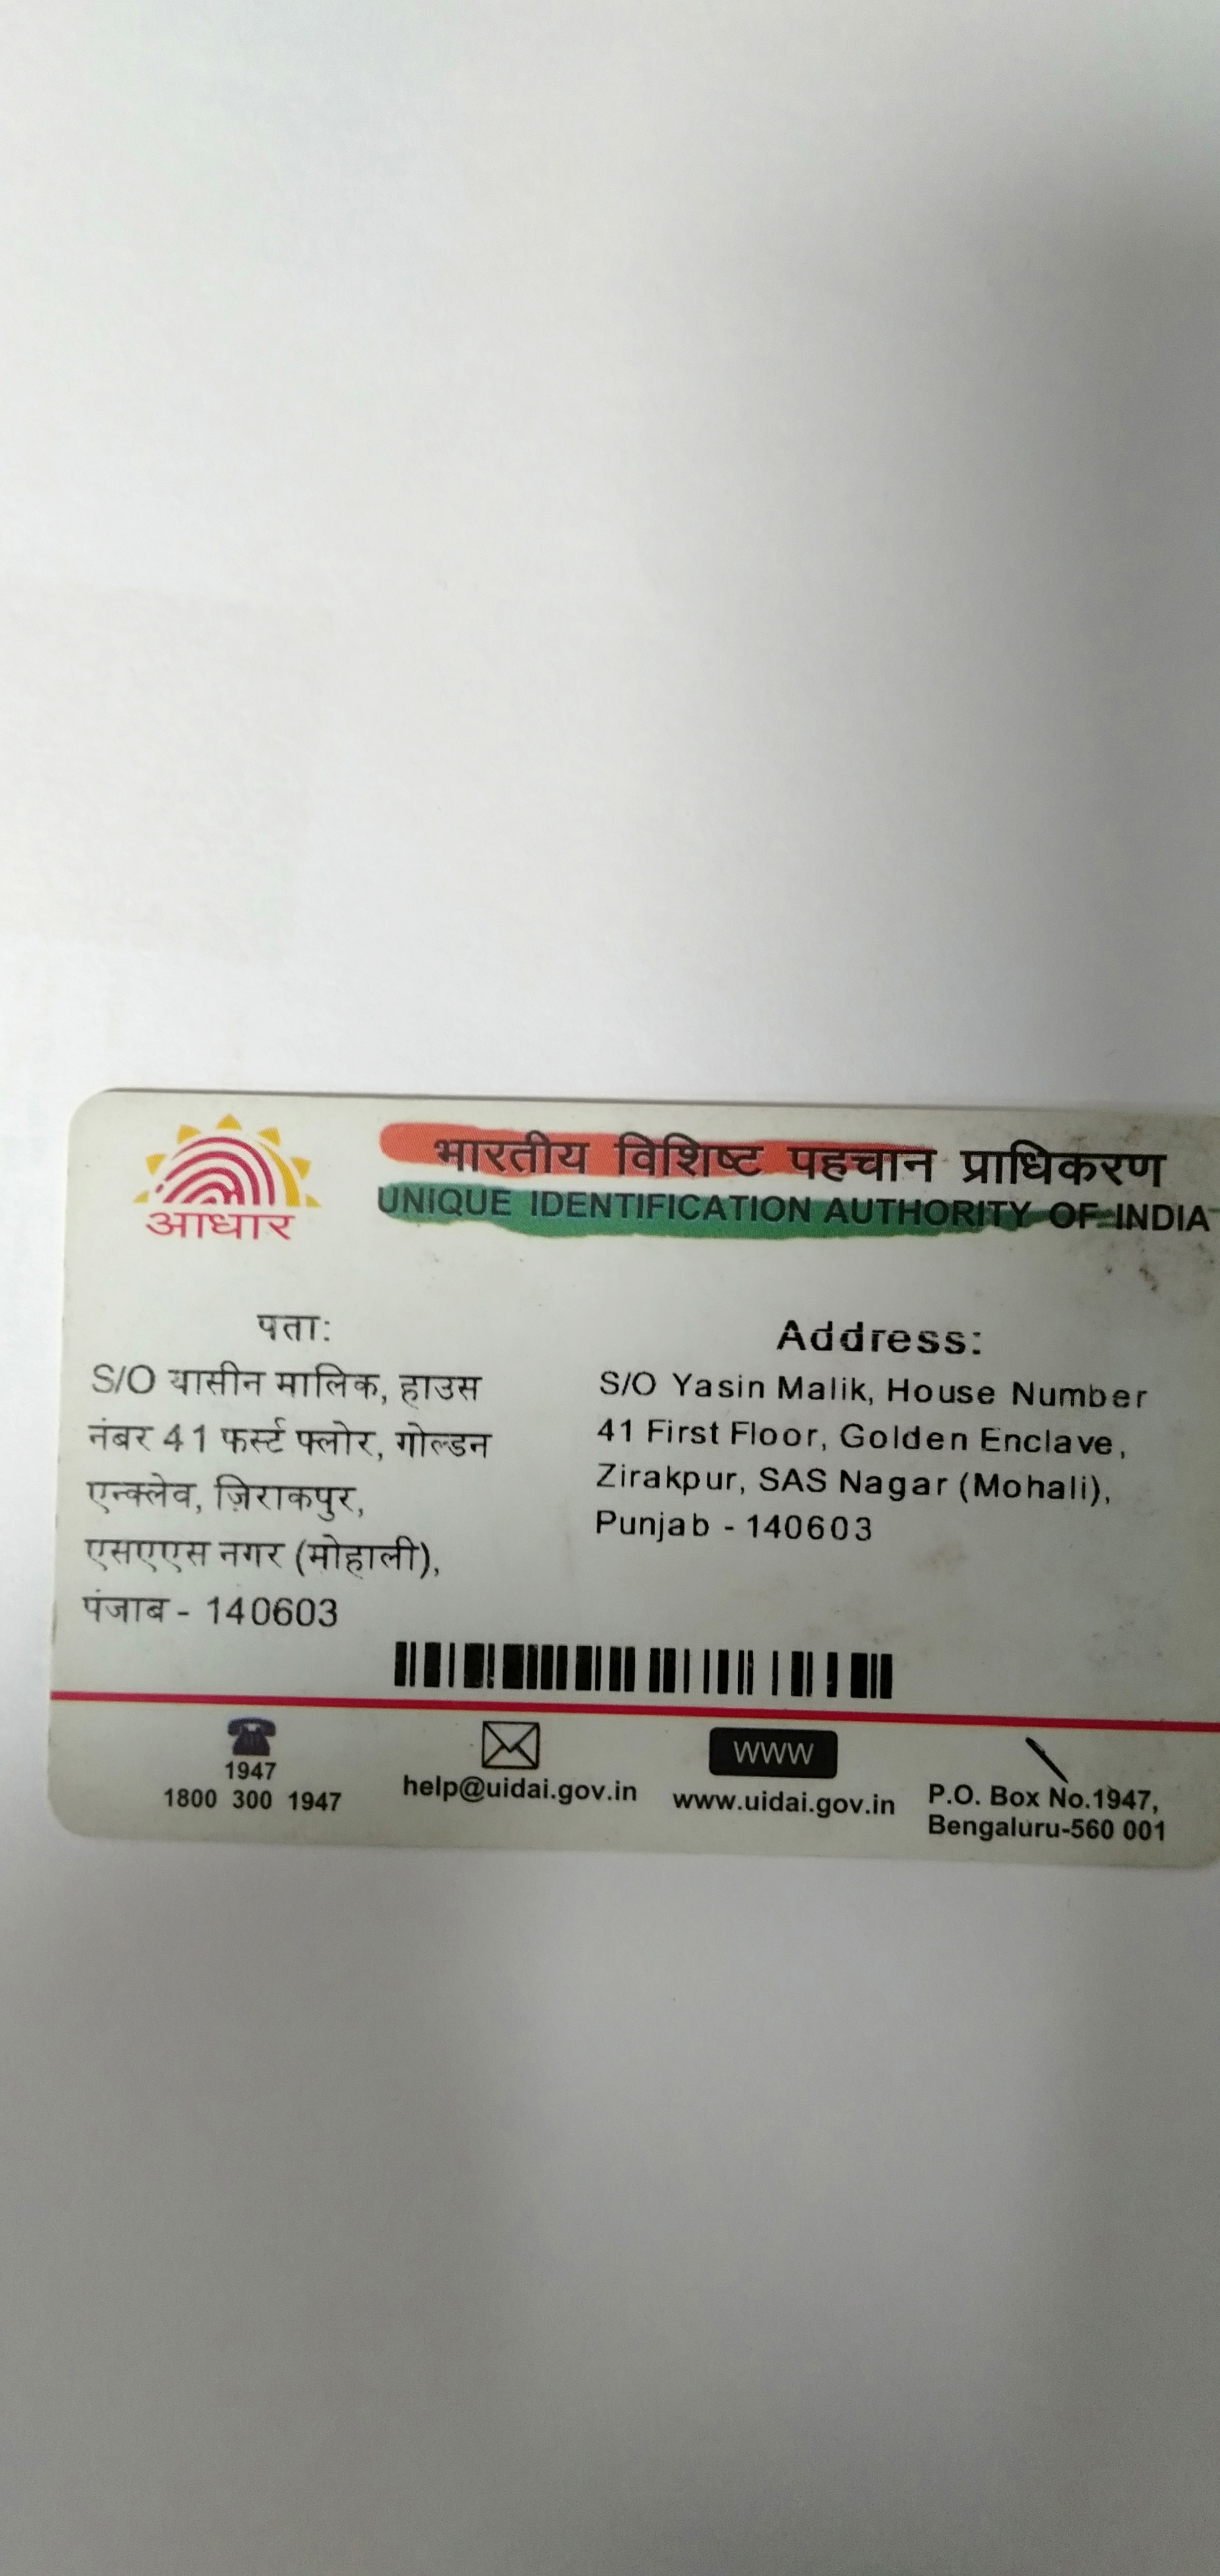 आधार
भारतीय विशिष्ट पहचान प्राधिकरण
UNIQUE IDENTIFICATION AUTHORITY OF INDIA
पता:
S/O यासीन मालिक, हाउस
नंबर 41 फर्स्ट फ्लोर, गोल्डन
एन्क्लेव, ज़िराकपुर,
एसएएस नगर (मोहाली),
पंजाब - 140603
Address:
S/O Yasin Malik, House Number
41 First Floor, Golden Enclave,
Zirakpur, SAS Nagar (Mohali),
Punjab - 140603
1947
1800 300 1947
help@uidai.gov.in
WWW
www.uidai.gov.in
P.O. Box No.1947,
Bengaluru-560 001